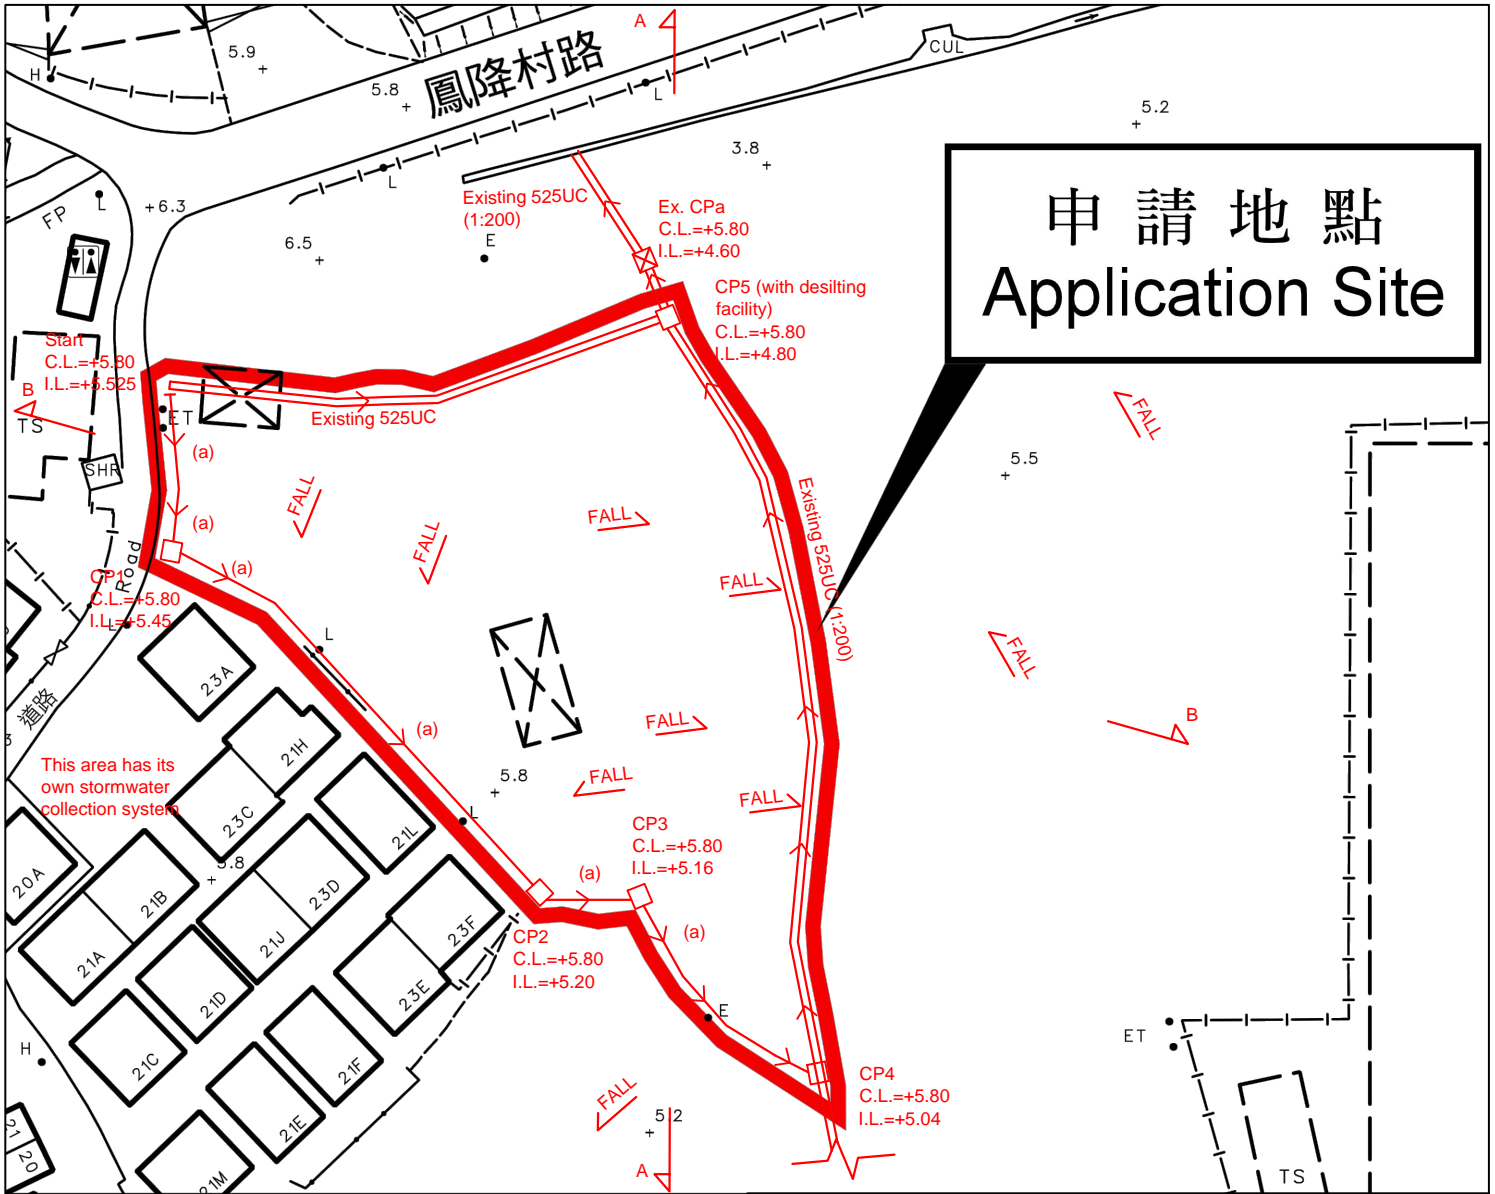 A
CUL
5.9
H
5.8
鳳降村路
L
5.2
3.8
L
申請地點
Application Site
Existing 525UC
(1:200)
E
Ex. CPa
C.L.=+5.80
I.L.=+4.60
FP
L
6.3
6.5
CP5 (with desilting
facility)
C.L.=+5.80
I.L.=+4.80
Start
C.L.=+5.80
I.L.=+5.525
B
TS
ET
Existing 525UC
(a)
SHR
FALL
5.5
FALL
(a)
FALL
FALL
Existing 525UC (1:200)
Road
(a)
CP1
C.L.=+5.80
I.L.=+5.45
L
FALL
L
FALL
23A
道路
3
21H
(a)
FALL
B
This area has its
own stormwater
collection system
5.8
FALL
FALL
23C
L
21L
CP3
C.L.=+5.80
I.L.=+5.16
5.8
20A
21B
23D
(a)
21A
21J
23F
CP2
C.L.=+5.80
I.L.=+5.20
(a)
21D
23E
E
H
21C
21F
ET
CP4
C.L.=+5.80
I.L.=+5.04
FALL
21E
5.2
21
20
21M
A
TS